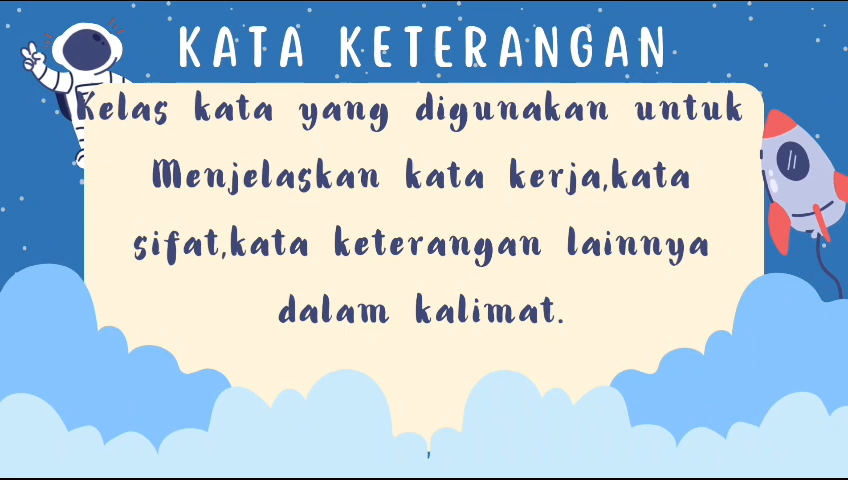 KATA KETERANGAN
Kelas kata yang digunakan untuk
Menjelaskan kata kerja,kata
sifat,kata keterangan lainnya
dalam kalimat.